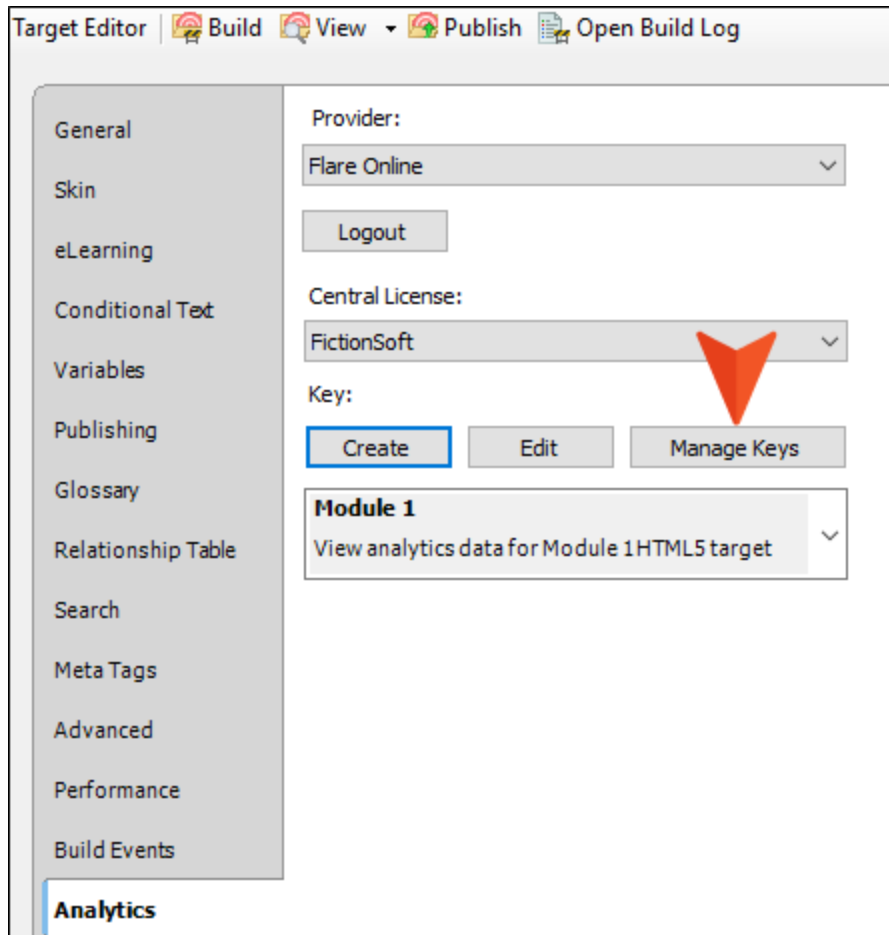 Target Editor Build View Publish Open Build Log
General
Skin
eLearning
Conditional Text
Variables
Publishing
Glossary
Relationship Table
Search
Meta Tags
Advanced
Performance
Build Events
Analytics
Provider:
Flare Online
Logout
Central License:
FictionSoft
Key:
Create Edit Manage Keys
Module 1
View analytics data for Module 1HTML5 target